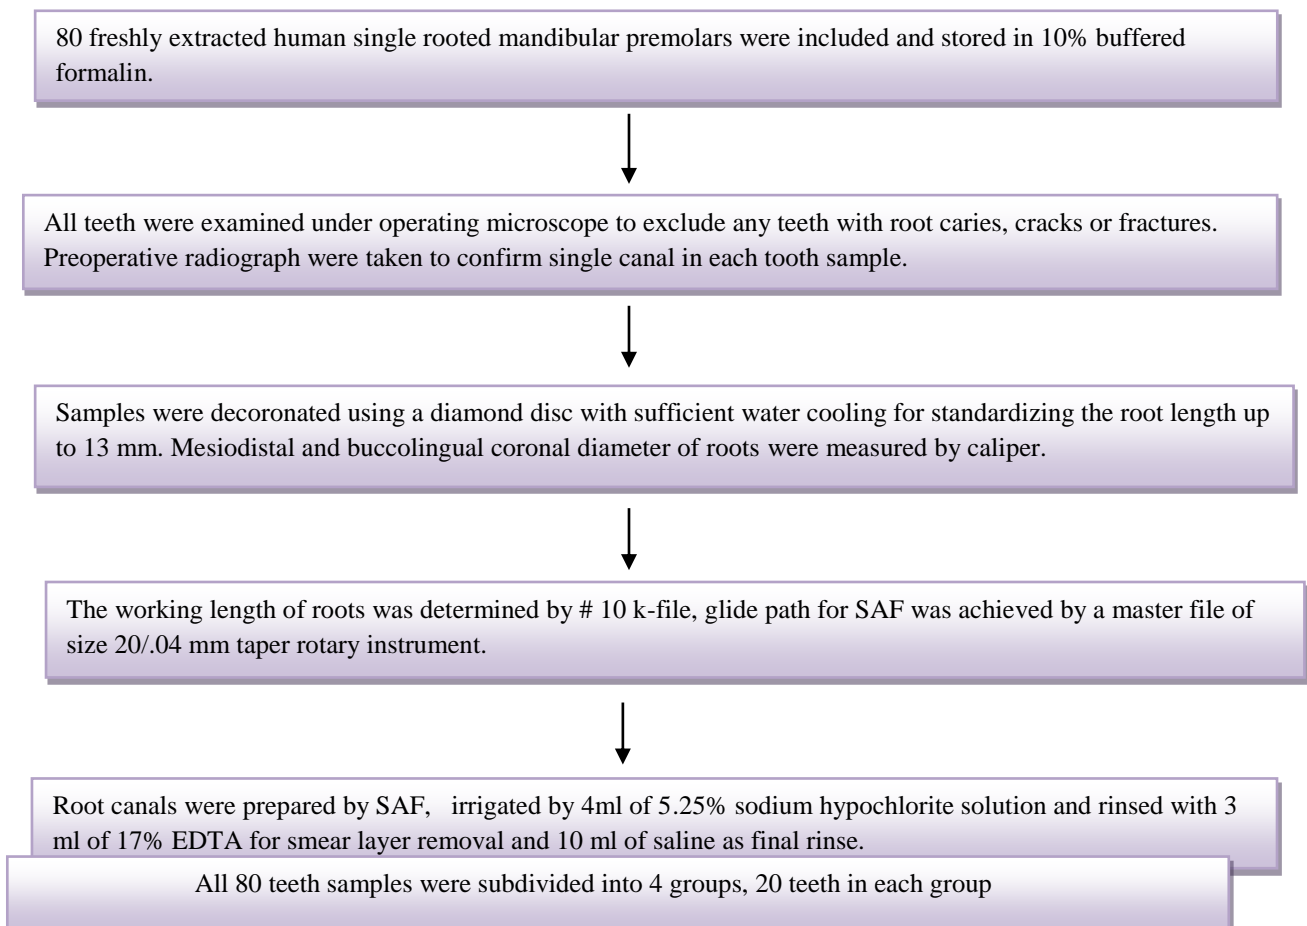 80 freshly extracted human single rooted mandibular premolars were included and stored in 10% buffered
formalin.
All teeth were examined under operating microscope to exclude any teeth with root caries, cracks or fractures.
Preoperative radiograph were taken to confirm single canal in each tooth sample.
Samples were decoronated using a diamond disc with sufficient water cooling for standardizing the root length up
to 13 mm. Mesiodistal and buccolingual coronal diameter of roots were measured by caliper.
The working length of roots was determined by # 10 k-file, glide path for SAF was achieved by a master file of
size 20/.04 mm taper rotary instrument.
Root canals were prepared by SAF, irrigated by 4ml of 5.25% sodium hypochlorite solution and rinsed with 3
ml of 17% EDTA for smear layer removal and 10 ml of saline as final rinse.
All 80 teeth samples were subdivided into 4 groups, 20 teeth in each group